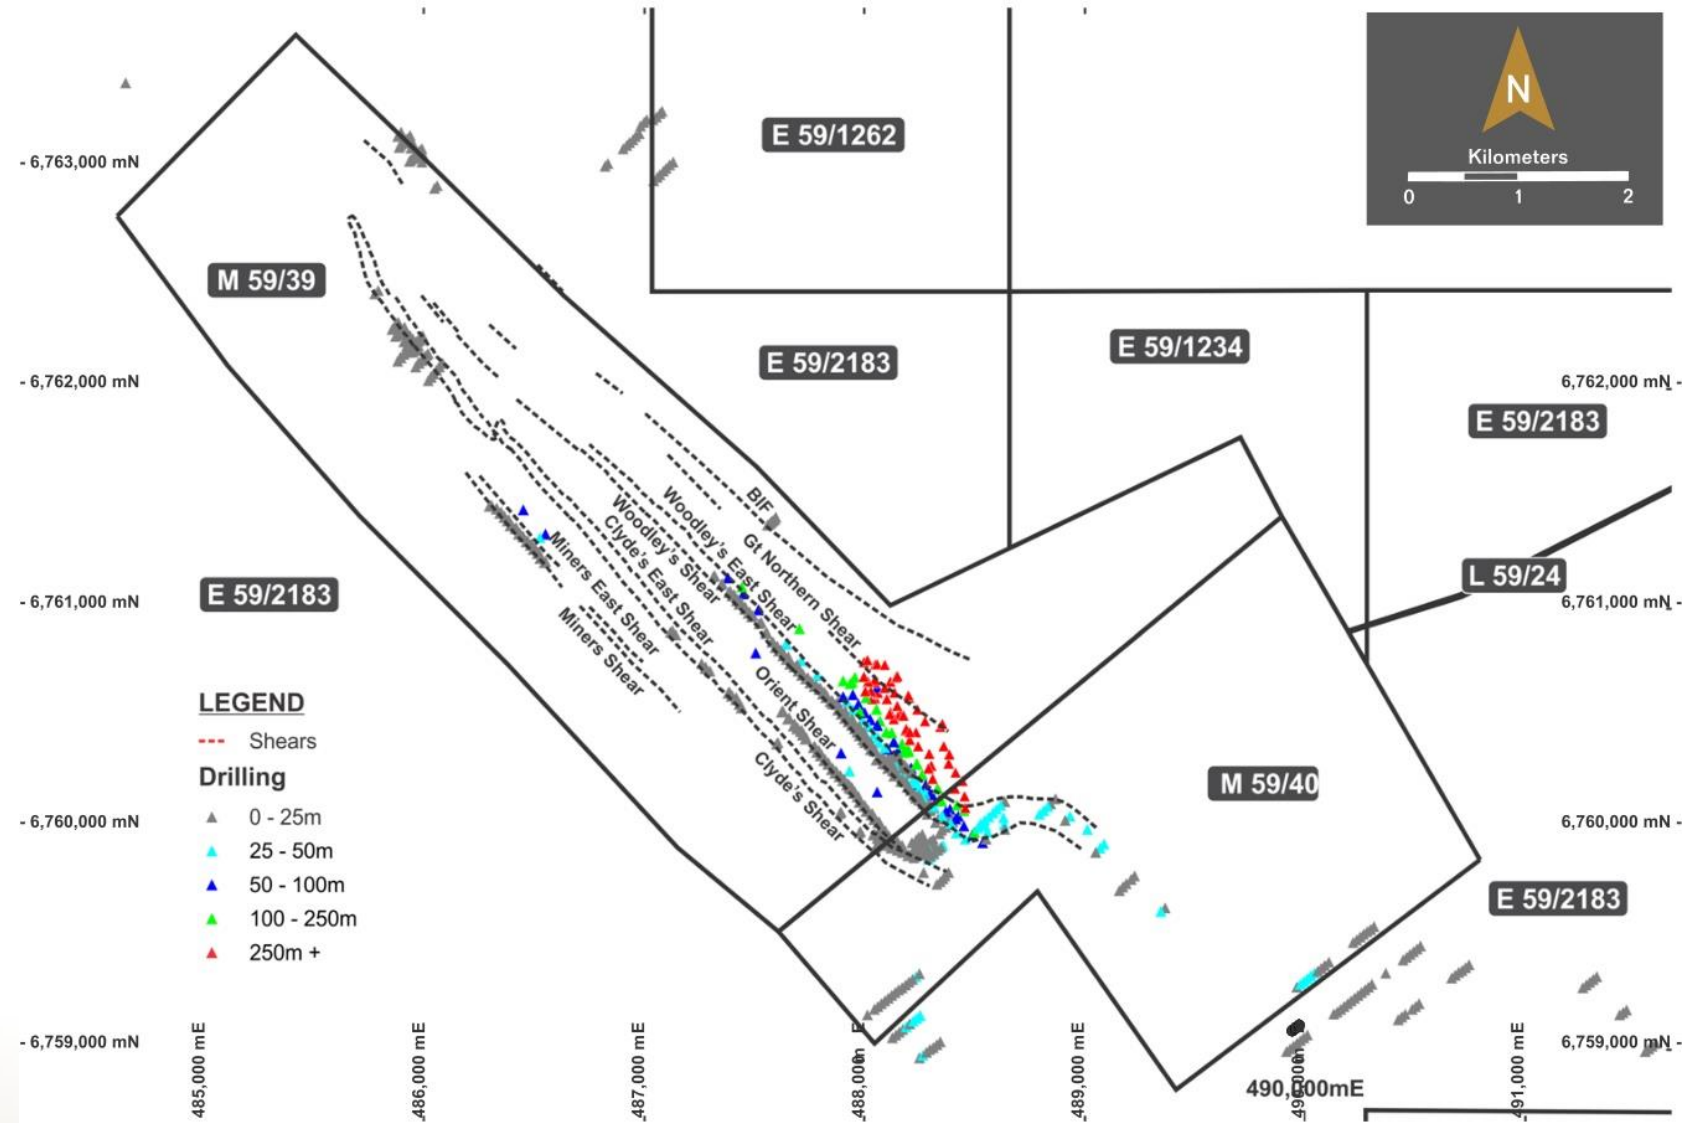 N
Kilometers
0 1 2
E 59/1262
- 6,763,000 mN
M 59/39
E 59/2183
E 59/1234
- 6,762,000 mN
6,762,000 mN -
E 59/2183
BIF
Woodley's East Shear
Woodley's Shear
Gt Northern Shear
Clyde's East Shear
Miners East Shear
Miners Shear
L 59/24
E 59/2183
- 6,761,000 mN
6,761,000 mN -
Orient Shear
Clyde's Shear
LEGEND
Shears
Drilling
0 - 25m
25 - 50m
50 - 100m
100 - 250m
250m +
M 59/40
- 6,760,000 mN
6,760,000 mN -
E 59/2183
- 6,759,000 mN
6,759,000 mN -
485,000 mE
486,000 mE
487,000 mE
488,000m E
489,000 mE
490,000mE
491,000 mE